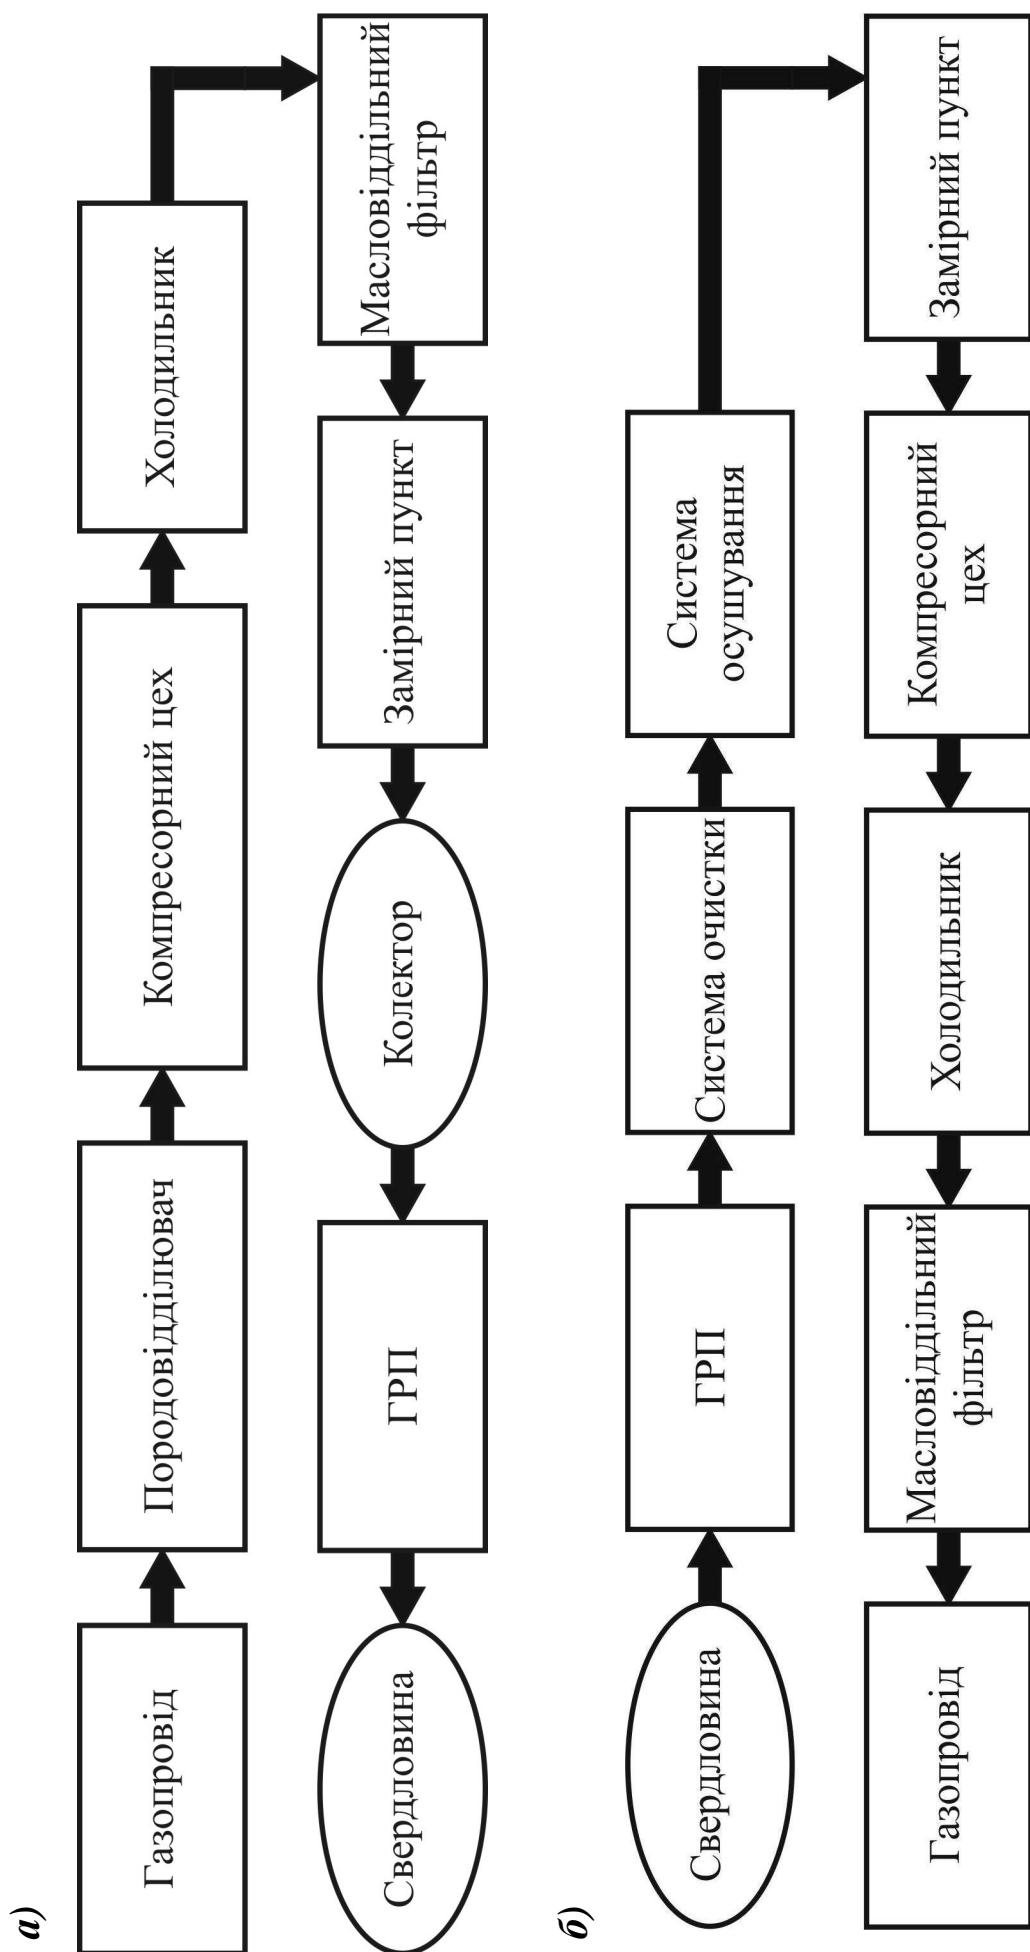 а)
Газопровід
Породовідділювач
Компресорний цех
Холодильник
Масловіддільний
фільтр
Замірний пункт
Колектор
ГРП
Свердловина
б)
Свердловина
ГРП
Система очистки
Система
осушування
Замірний пункт
Компресорний
цех
Холодильник
Масловіддільний
фільтр
Газопровід